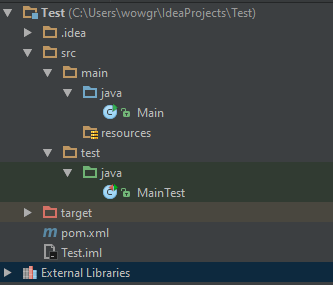 Test (C:\Users\wowgr\IdeaProjects\Test)
.idea
src
main
java
Main
resources
test
java
MainTest
target
pom.xml
Test.iml
External Libraries